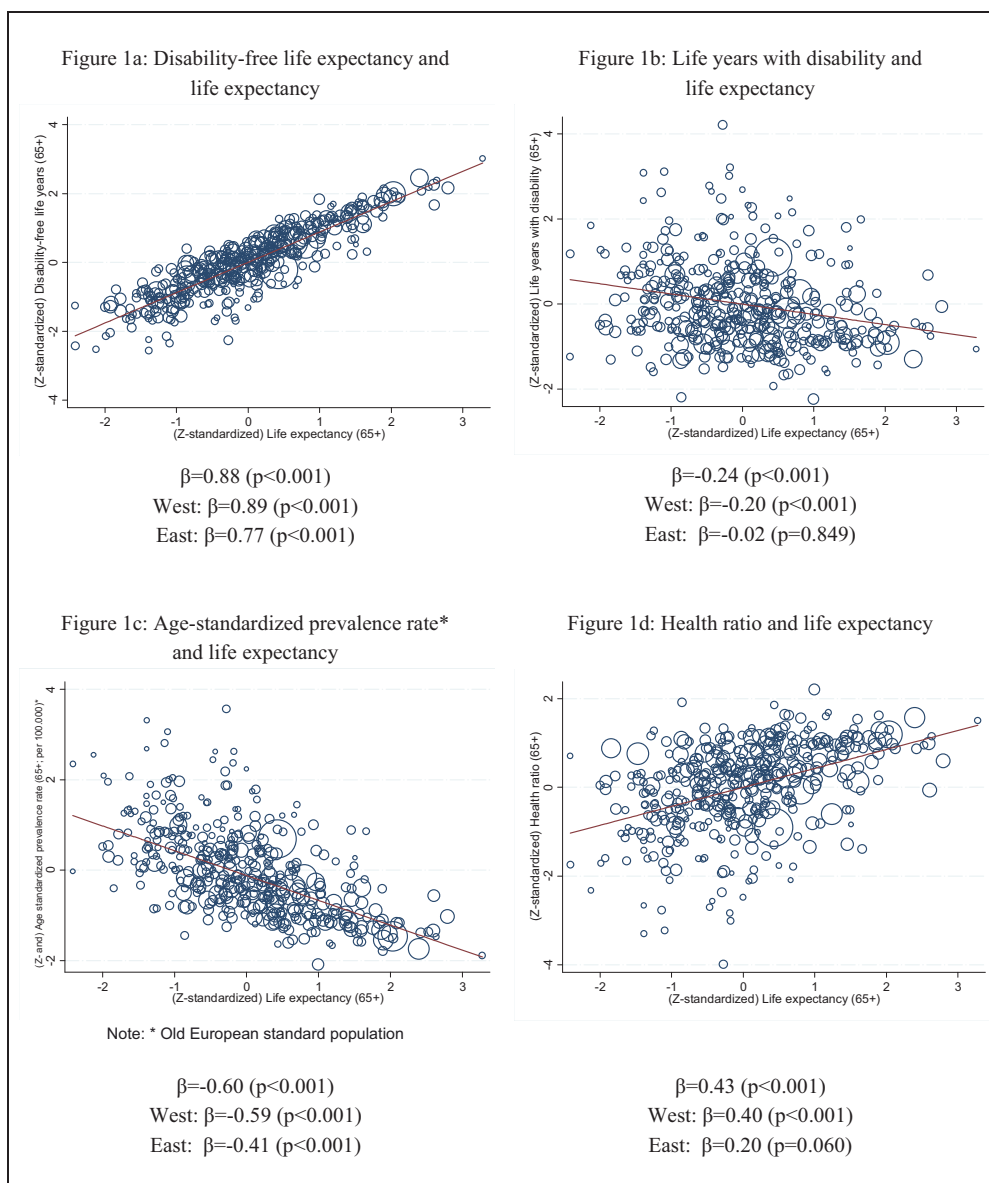 Figure 1a: Disability-free life expectancy and
life expectancy
4
2
0
-2
-4
(Z-standardized) Disability-free life years (65+)
-2 -1 0 1 2 3
(Z-standardized) Life expectancy (65+)
β=0.88 (p<0.001)
West: β=0.89 (p<0.001)
East: β=0.77 (p<0.001)
Figure 1b: Life years with disability and
life expectancy
4
2
0
-2
(Z-standardized) Life years with disability (65+)
-2 -1 0 1 2 3
(Z-standardized) Life expectancy (65+)
β=-0.24 (p<0.001)
West: β=-0.20 (p<0.001)
East: β=-0.02 (p=0.849)
Figure 1c: Age-standardized prevalence rate*
and life expectancy
4
2
0
-2
(Z- and) Age standardized prevalence rate (65+; per 100.000)*
-2 -1 0 1 2 3
(Z-standardized) Life expectancy (65+)
Note: * Old European standard population
β=-0.60 (p<0.001)
West: β=-0.59 (p<0.001)
East: β=-0.41 (p<0.001)
Figure 1d: Health ratio and life expectancy
2
0
-2
-4
(Z-standardized) Health ratio (65+)
-2 -1 0 1 2 3
(Z-standardized) Life expectancy (65+)
β=0.43 (p<0.001)
West: β=0.40 (p<0.001)
East: β=0.20 (p=0.060)